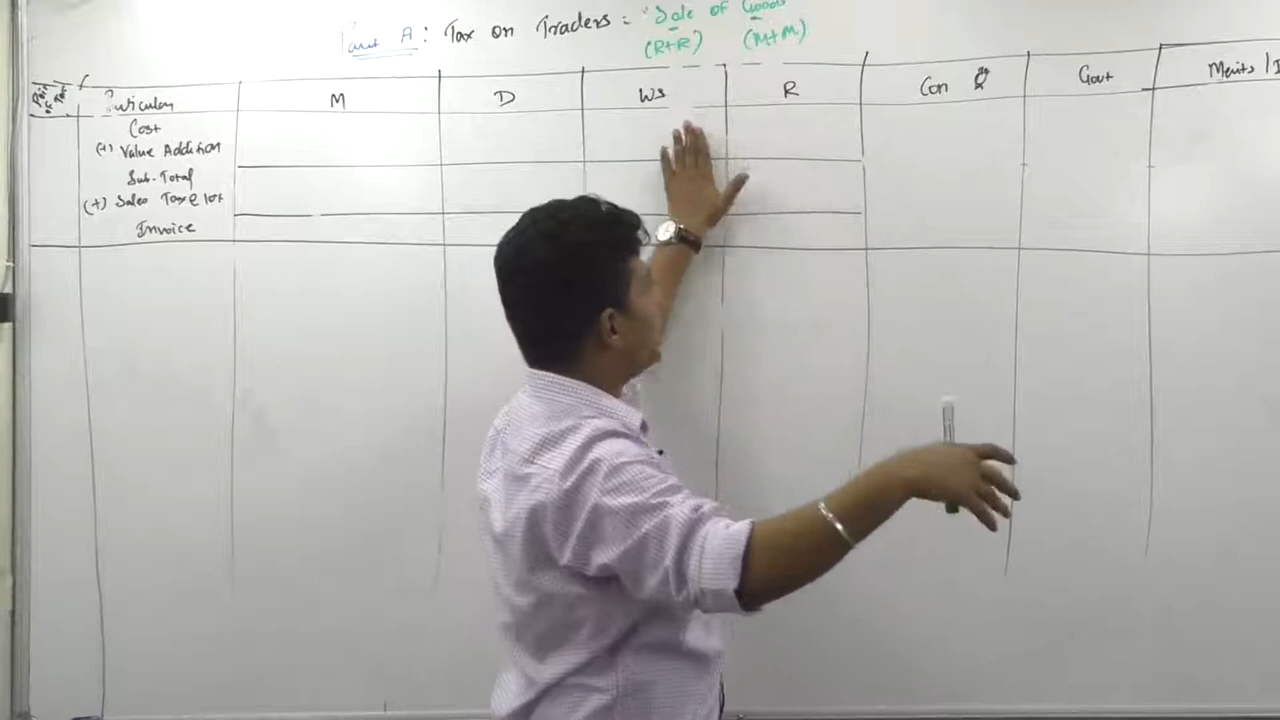 Part A: Tax on Traders = "Sale of Goods
(R+R) (M+M)
M D WS R Con Govt Merits / D
Cost
(+) Value Addition
Sub-Total
(+) Sales Tax @ 10%
Invoice